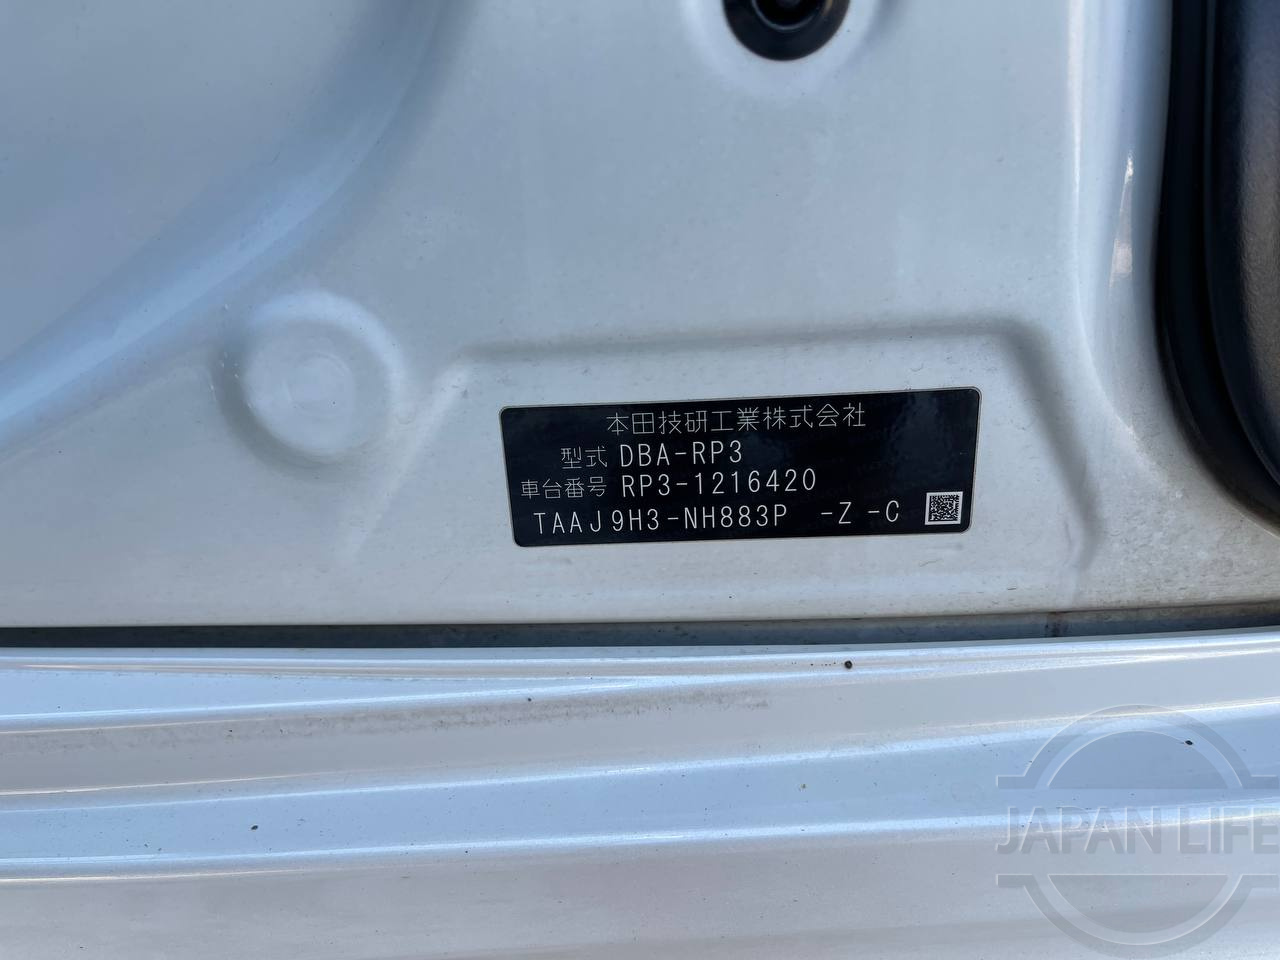 本田技研工業株式会社
型式 DBA-RP3
車台番号 RP3-1216420
TAAJ9H3-NH883P -Z -C
JAPAN LIFE